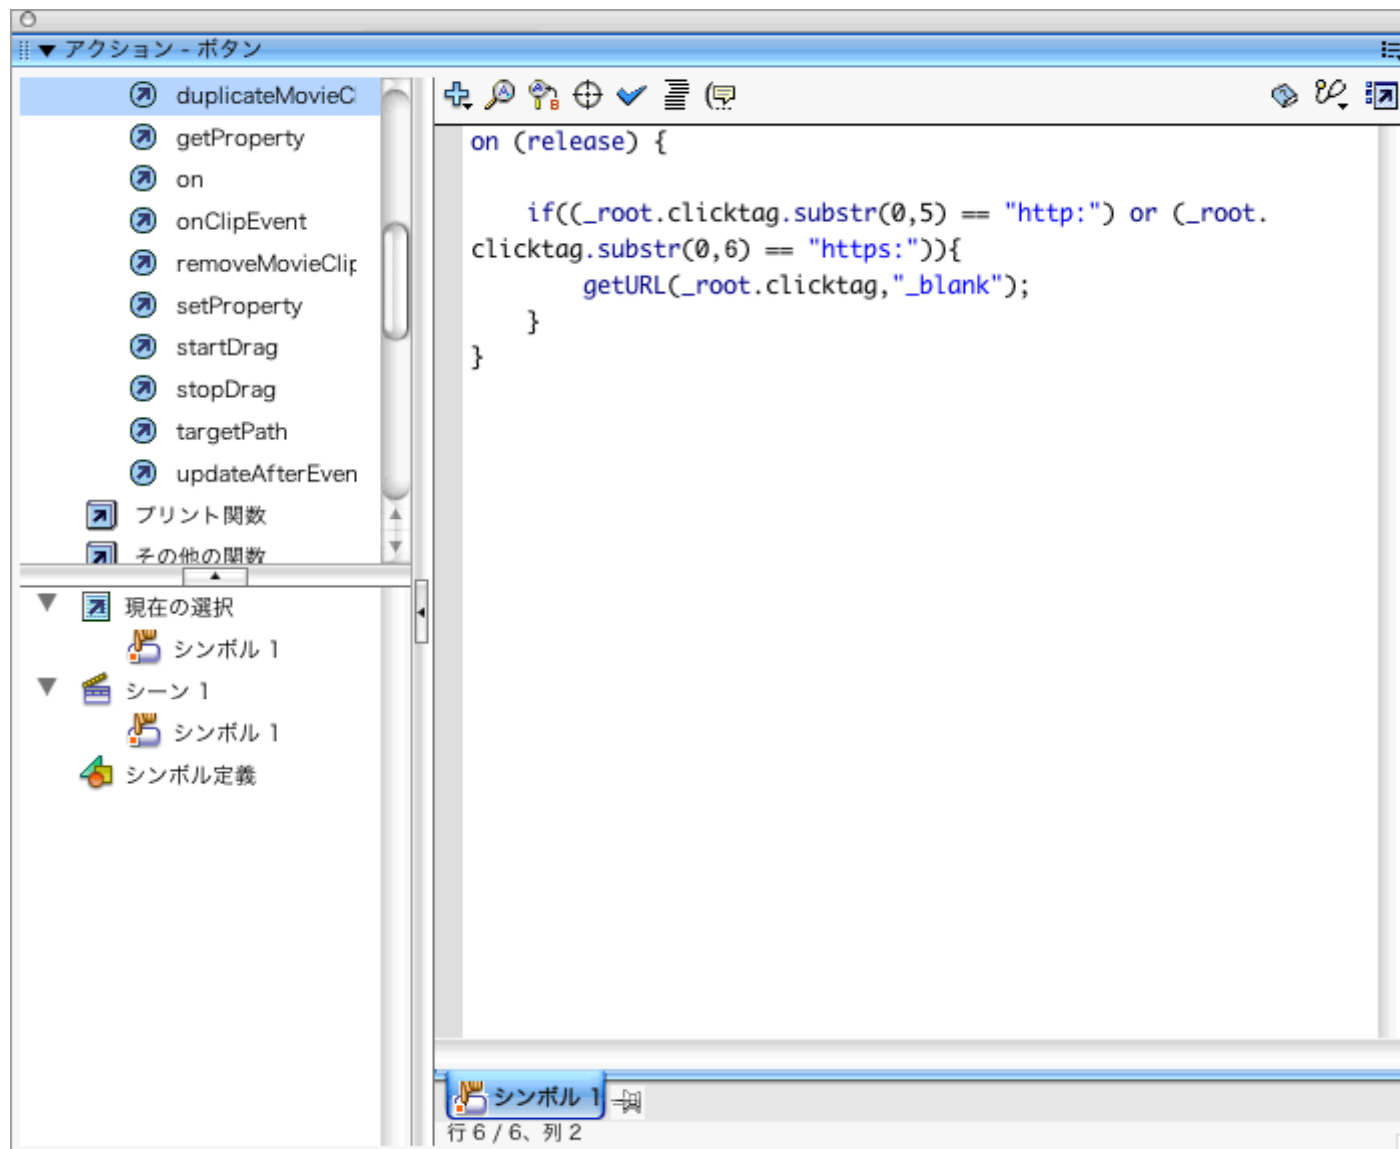 アクション - ボタン
duplicateMovieC
getProperty
on
onClipEvent
removeMovieClip
setProperty
startDrag
stopDrag
targetPath
updateAfterEven
プリント関数
その他の関数
現在の選択
シンボル 1
シーン 1
シンボル 1
シンボル定義
on (release) {
if((_root.clicktag.substr(0,5) == "http:") or (_root.
clicktag.substr(0,6) == "https:")){
getURL(_root.clicktag,"_blank");
}
}
シンボル 1
行 6 / 6、列 2